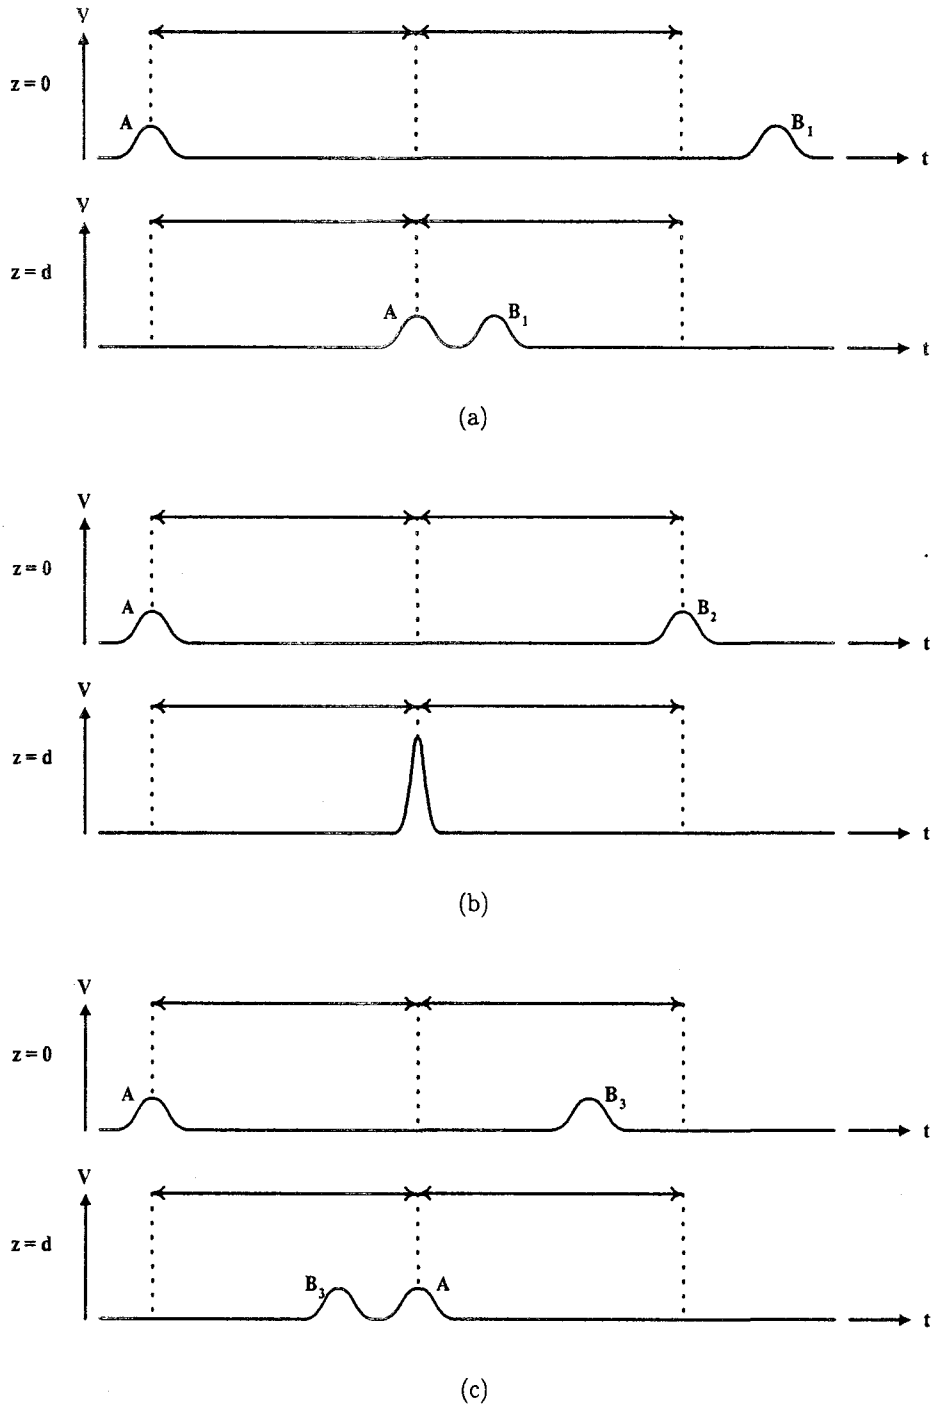 V
z = 0
A
B1
t
V
z = d
A
B1
t
(a)
V
z = 0
A
B2
t
V
z = d
t
(b)
V
z = 0
A
B3
t
V
z = d
B3
A
t
(c)